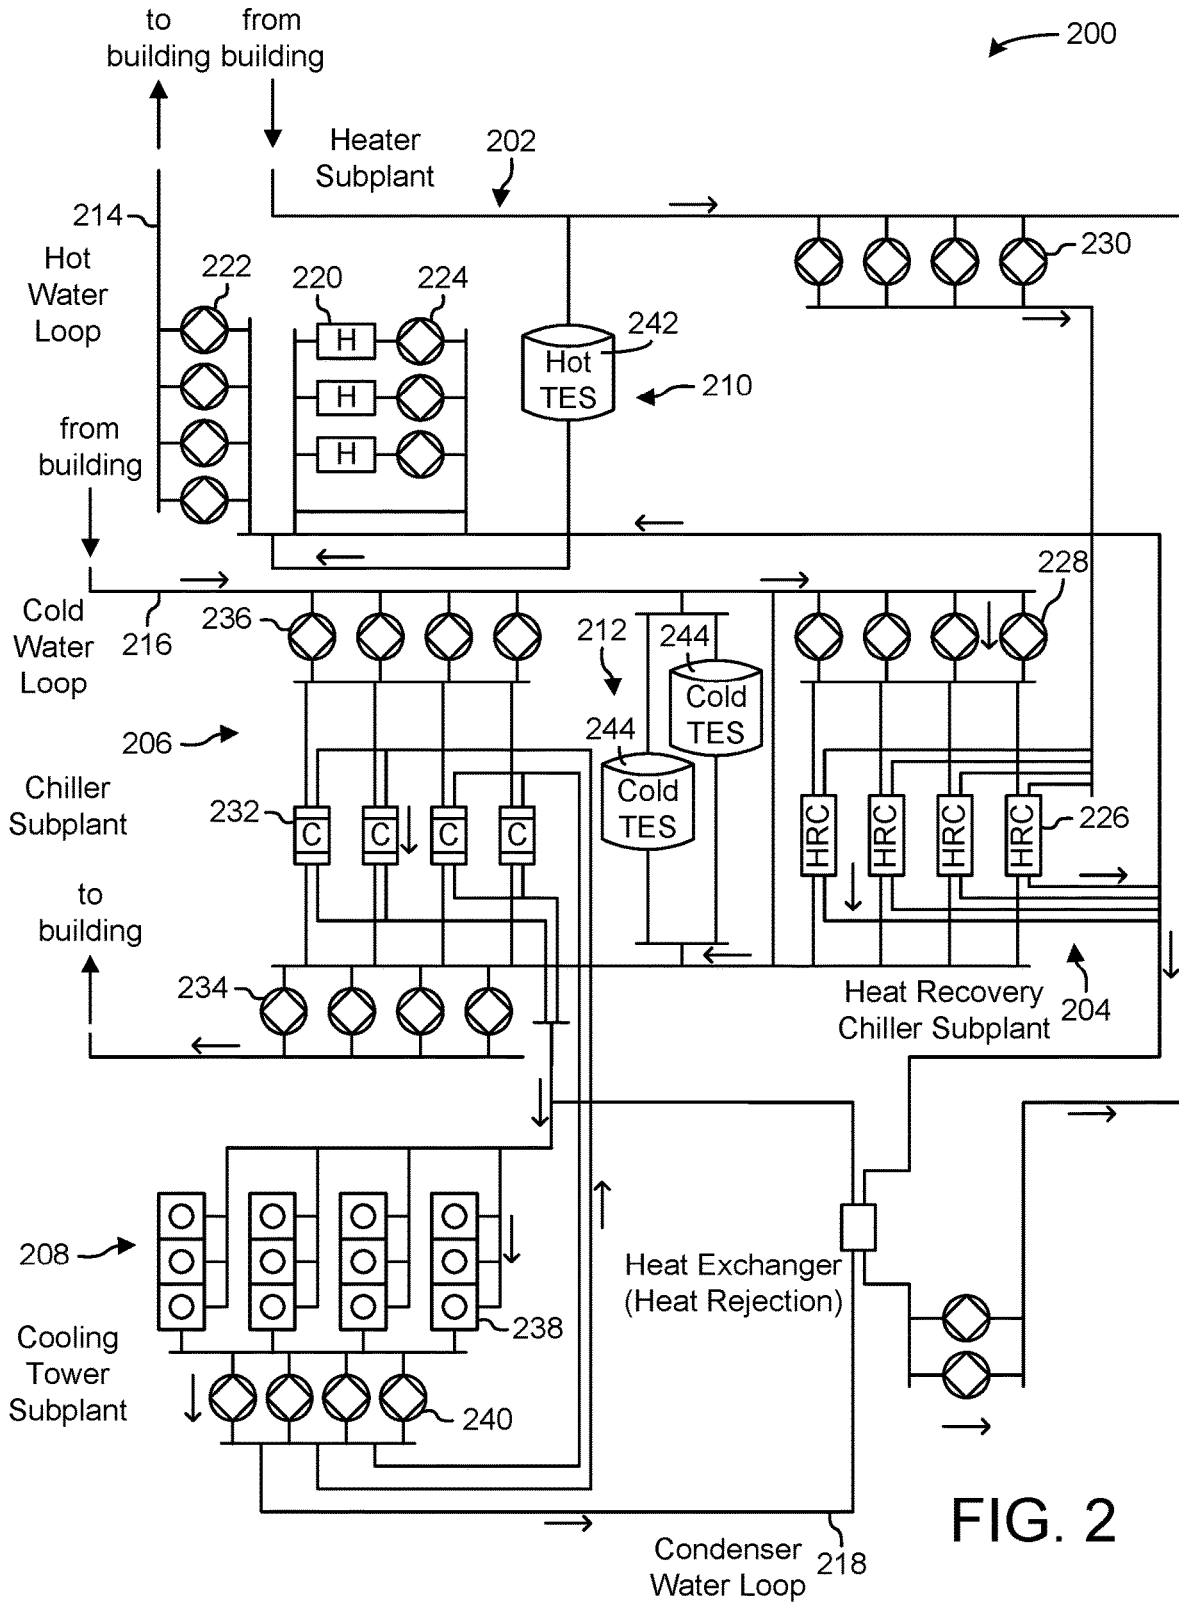 to
building
from
building
200
Heater
Subplant
202
214
230
Hot
Water
Loop
222
220
224
H
H
H
242
Hot
TES
210
from
building
228
Cold
Water
Loop
216
236
212
244
Cold
TES
244
Cold
TES
206
Chiller
Subplant
232
C
C
C
C
HRC
HRC
HRC
HRC
226
to
building
234
Heat Recovery
Chiller Subplant
204
208
Heat Exchanger
(Heat Rejection)
238
Cooling
Tower
Subplant
240
Condenser
Water Loop
218
FIG. 2